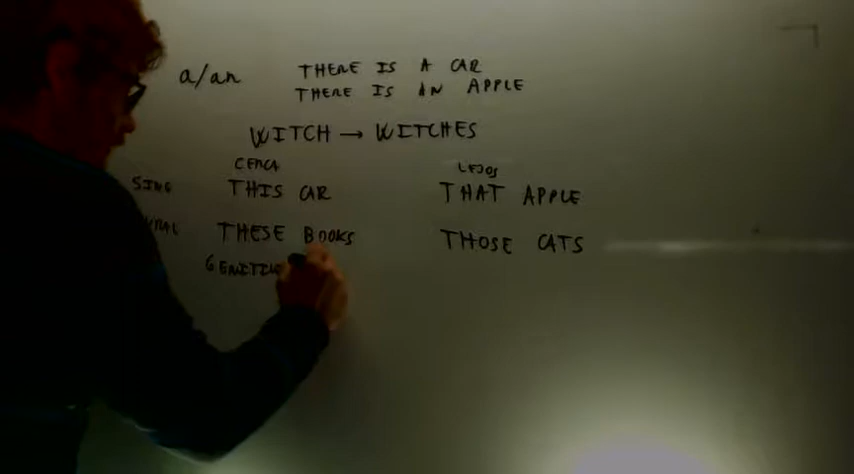 a/an
THERE IS A CAR
THERE IS AN APPLE
WITCH → WITCHES
CERCA LEJOS
SING THIS CAR THAT APPLE
THESE BOOKS THOSE CATS